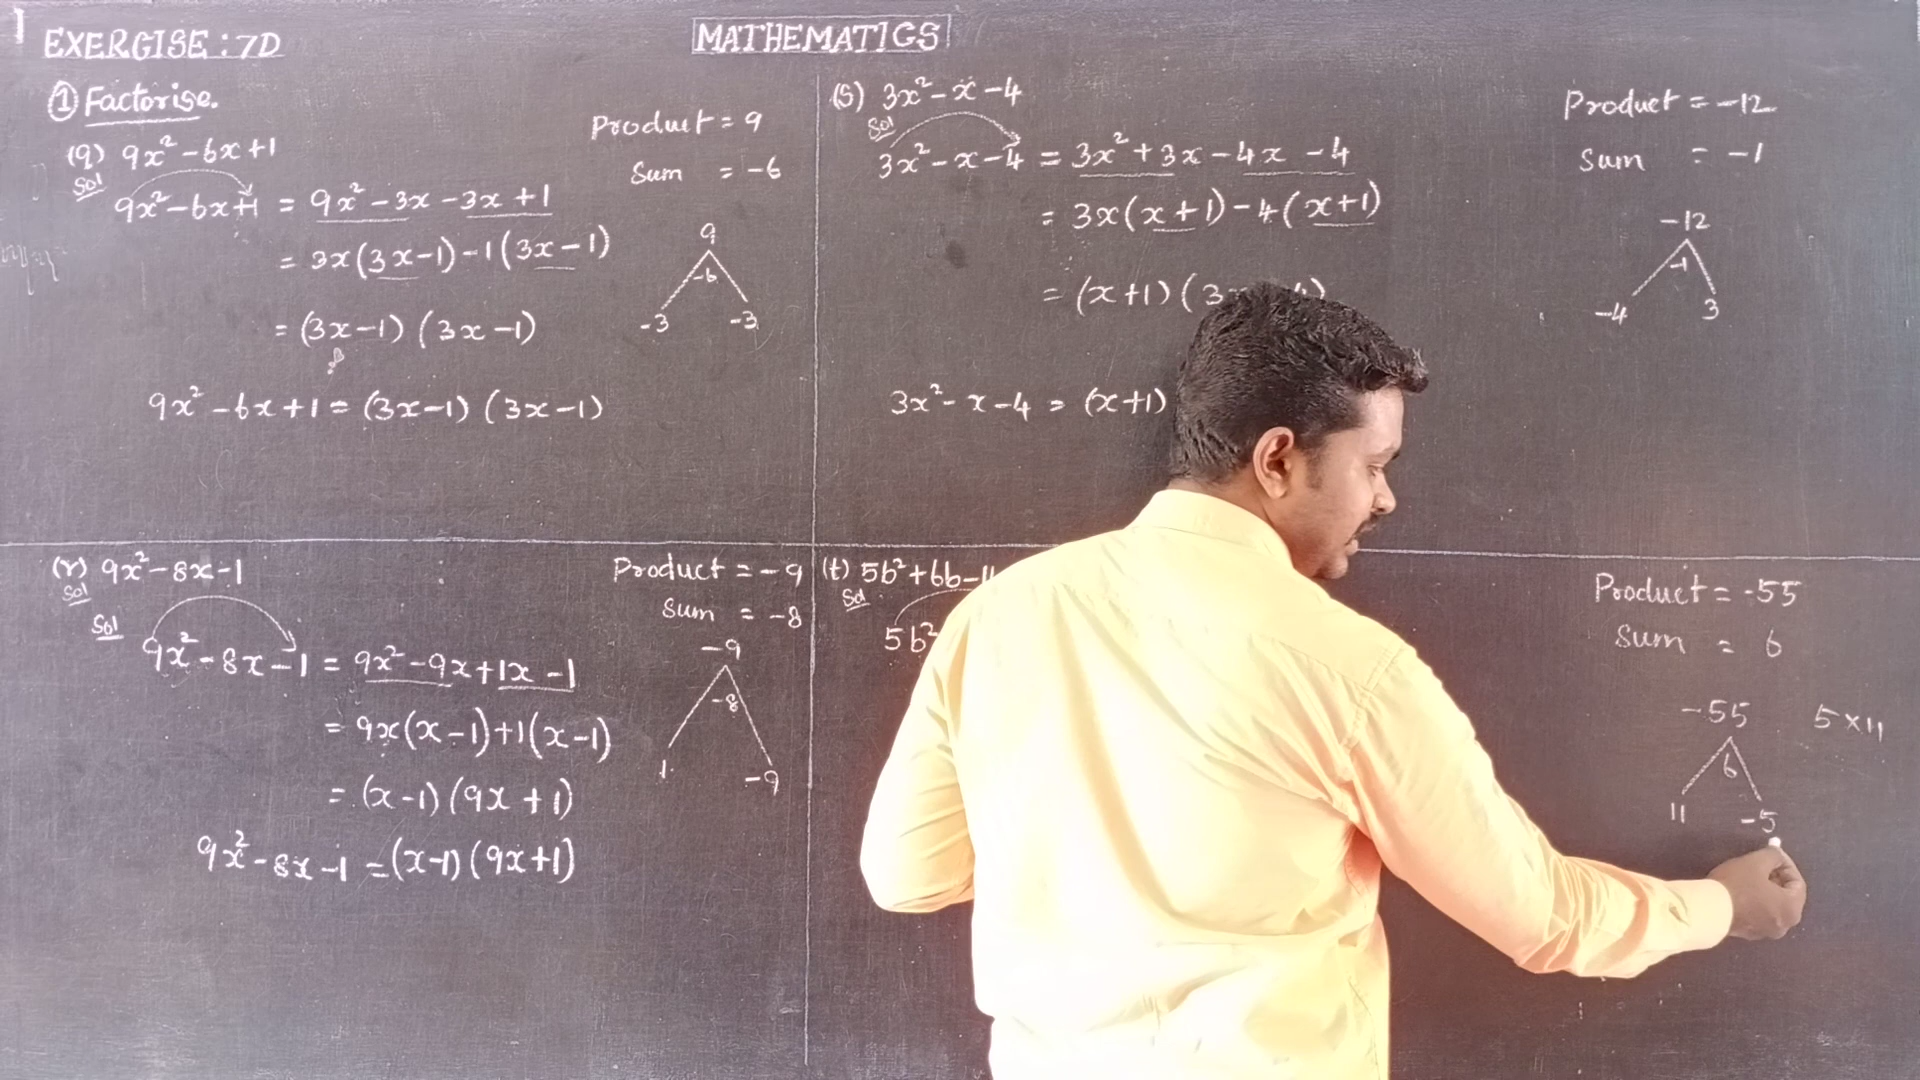 EXERGISE : 7D
MATHEMATICS
① Factorise.
(q) 9x² - 6x + 1
Sol
9x² - 6x + 1 = 9x² - 3x - 3x + 1
= 3x (3x - 1) - 1 (3x - 1)
= (3x - 1) (3x - 1)
9x² - 6x + 1 = (3x - 1) (3x - 1)
Product = 9
Sum = -6
9
-6
-3 -3
(r) 9x² - 8x - 1
Sol
Sol
9x² - 8x - 1 = 9x² - 9x + 1x - 1
= 9x (x - 1) + 1 (x - 1)
= (x - 1) (9x + 1)
9x² - 8x - 1 = (x - 1) (9x + 1)
Product = -9
Sum = -8
-9
-8
1 -9
(S) 3x² - x - 4
Sol
3x² - x - 4 = 3x² + 3x - 4x - 4
= 3x (x + 1) - 4 (x + 1)
= (x + 1) (3
3x² - x - 4 = (x + 1)
Product = -12
Sum = -1
-12
-1
-4 3
(t) 5b² + 6b - 11
Sol
5b²
Product = -55
Sum = 6
-55 5 × 11
6
11 -5